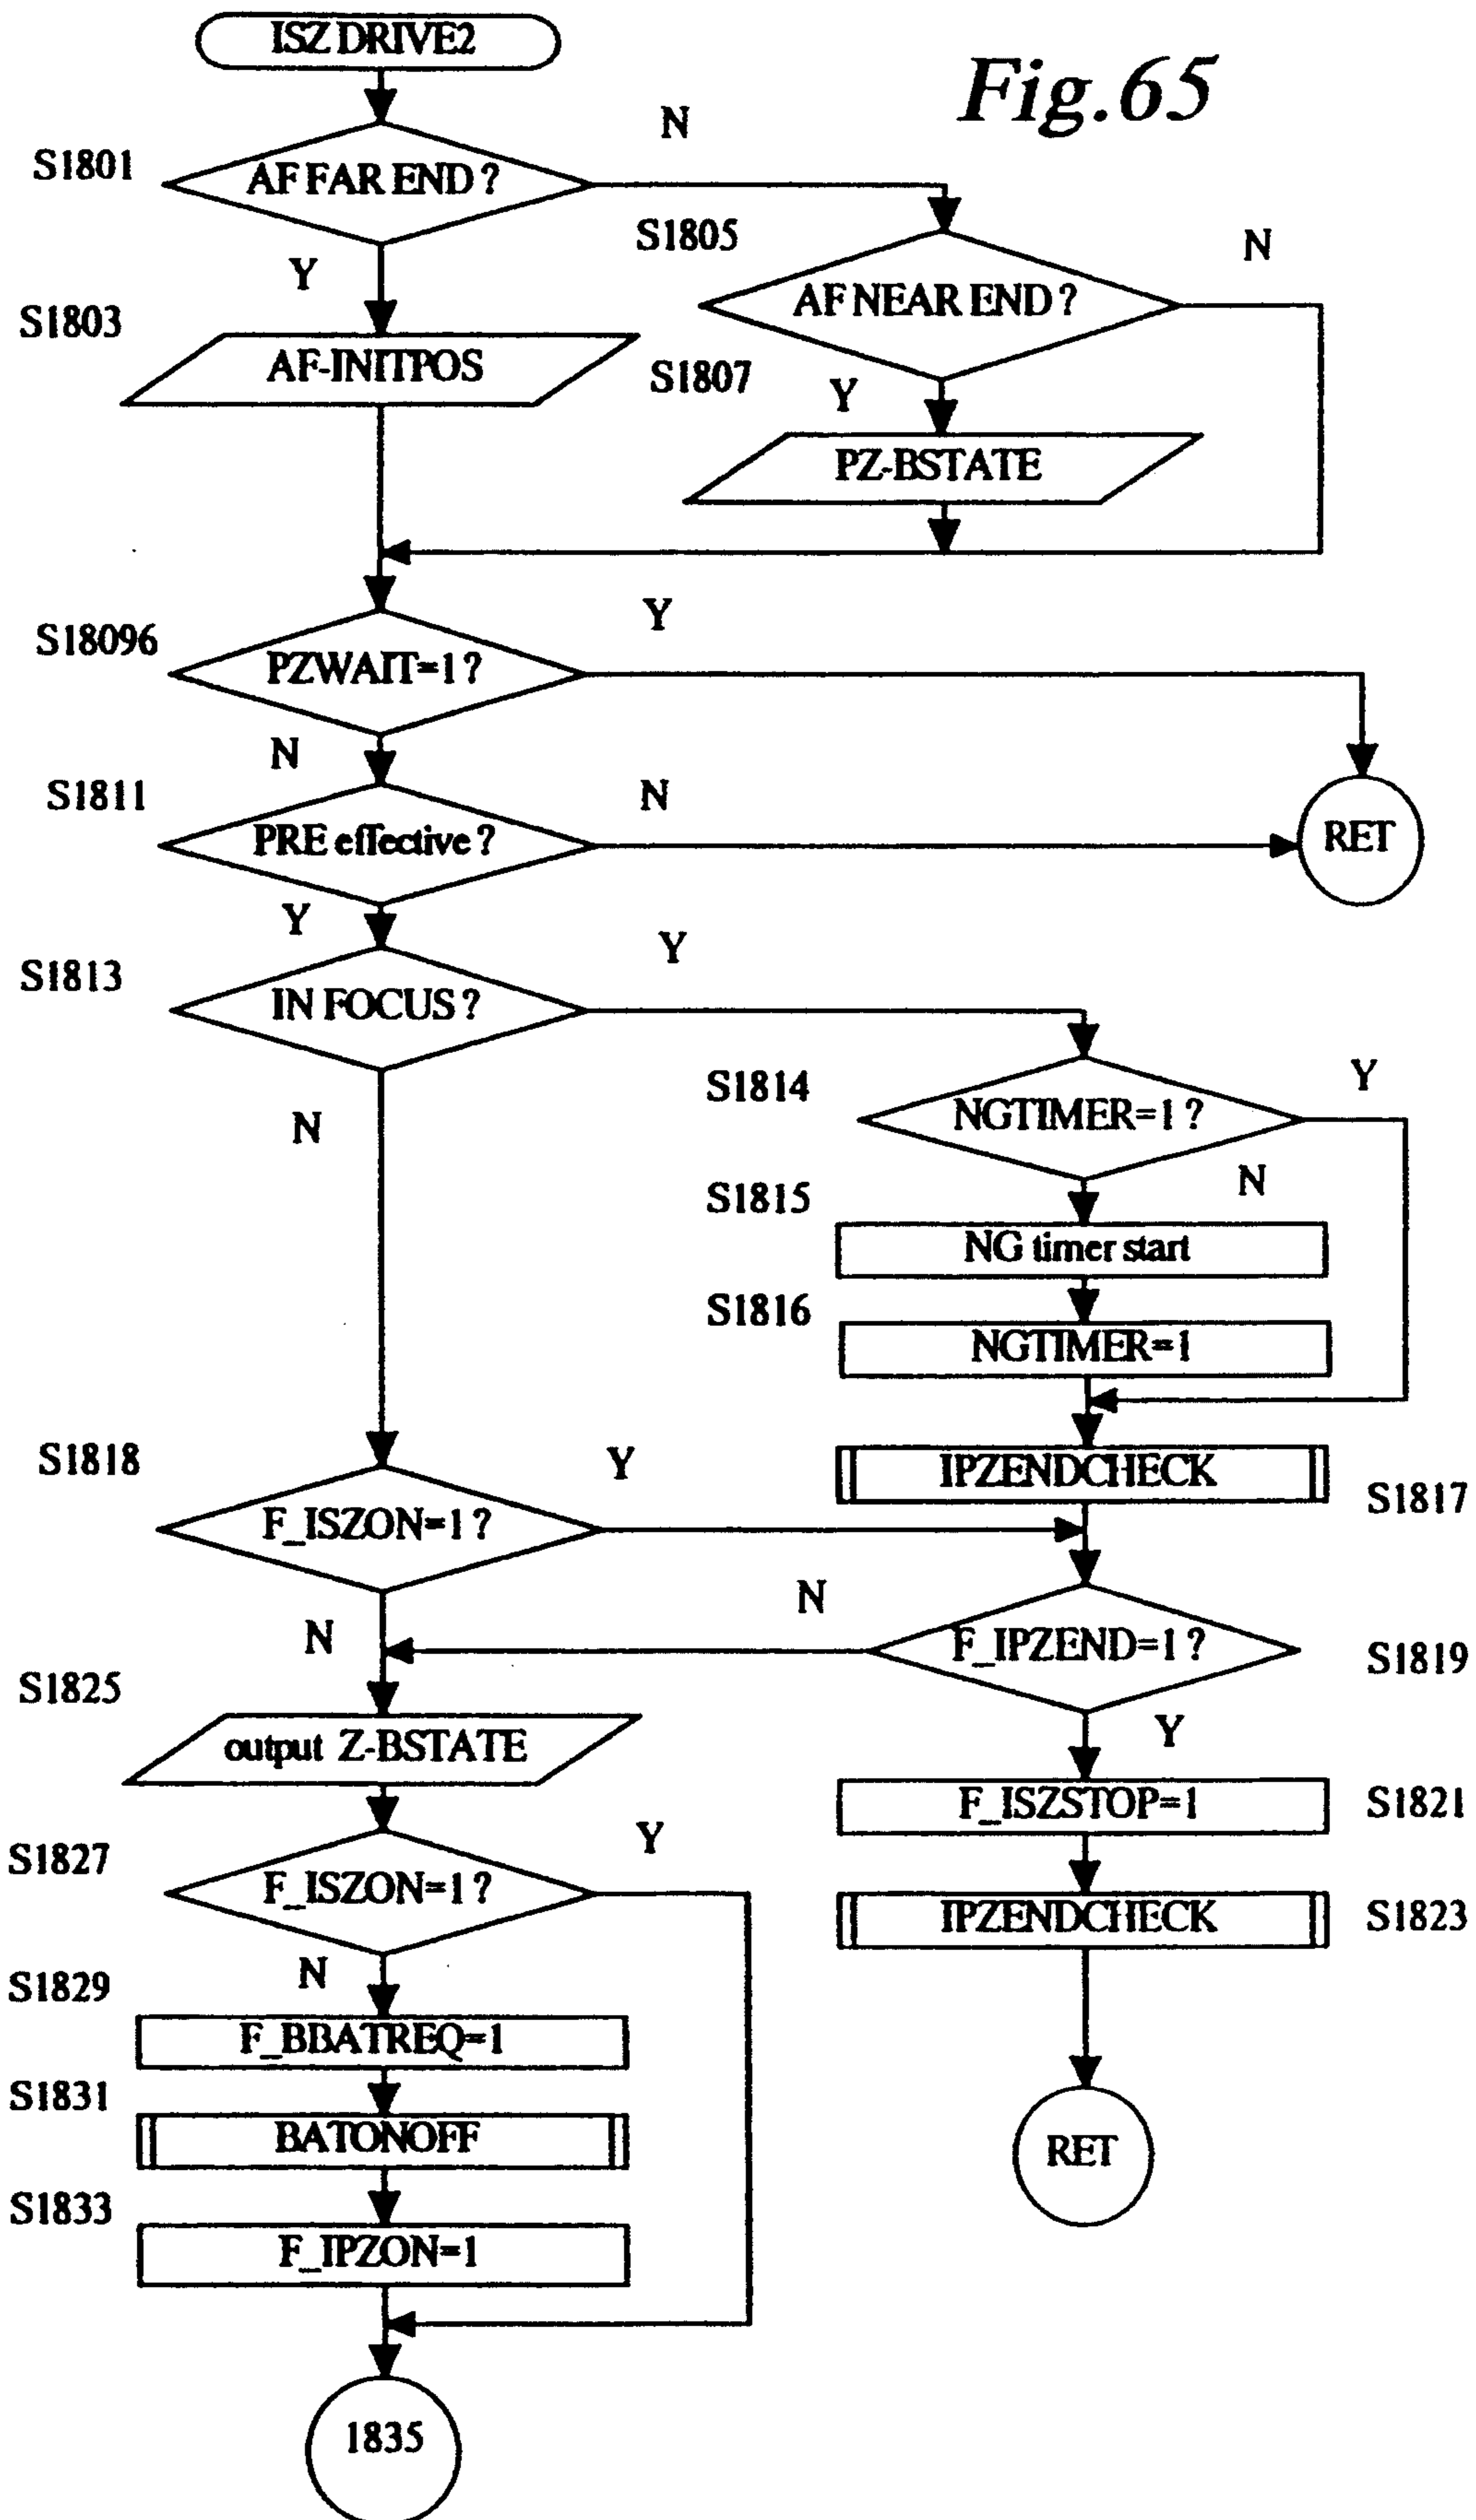 ISZ DRIVE2
Fig.65
N
S1801
AF FAR END ?
S1805
N
Y
AF NEAR END ?
S1803
AF-INITPOS
S1807
Y
PZ-BSTATE
S18096
Y
PZWAIT=1 ?
N
S1811
N
PRE effective ?
RET
Y
S1813
Y
IN FOCUS ?
S1814
Y
NGTIMER=1 ?
N
S1815
N
NG timer start
S1816
NGTIMER=1
S1818
Y
IPZENDCHECK
S1817
F_ISZON=1 ?
N
N
F_IPZEND=1 ?
S1819
S1825
Y
output Z-BSTATE
F_ISZSTOP=1
S1821
S1827
Y
F_ISZON=1 ?
IPZENDCHECK
S1823
N
S1829
F_BBATREQ=1
S1831
BATONOFF
RET
S1833
F_IPZON=1
1835